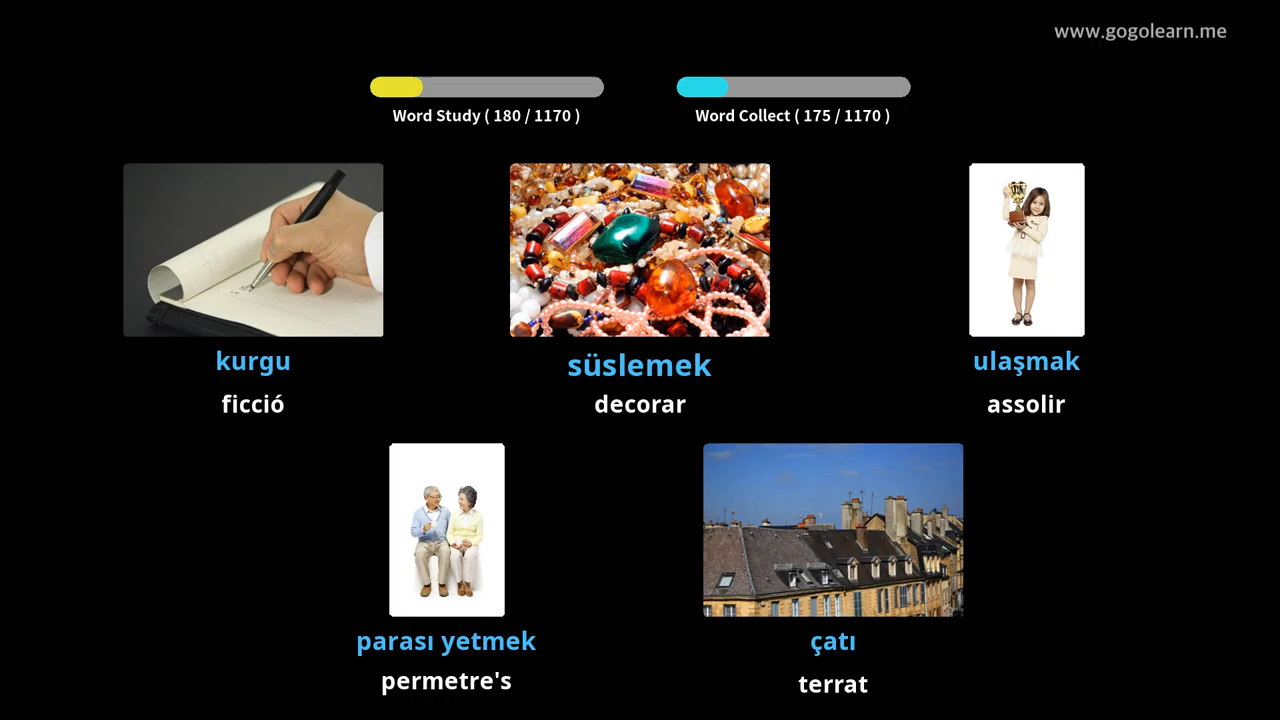 www.gogolearn.me
Word Study ( 180 / 1170 )
Word Collect ( 175 / 1170 )
kurgu
ficció
süslemek
decorar
ulaşmak
assolir
parası yetmek
permetre's
çatı
terrat